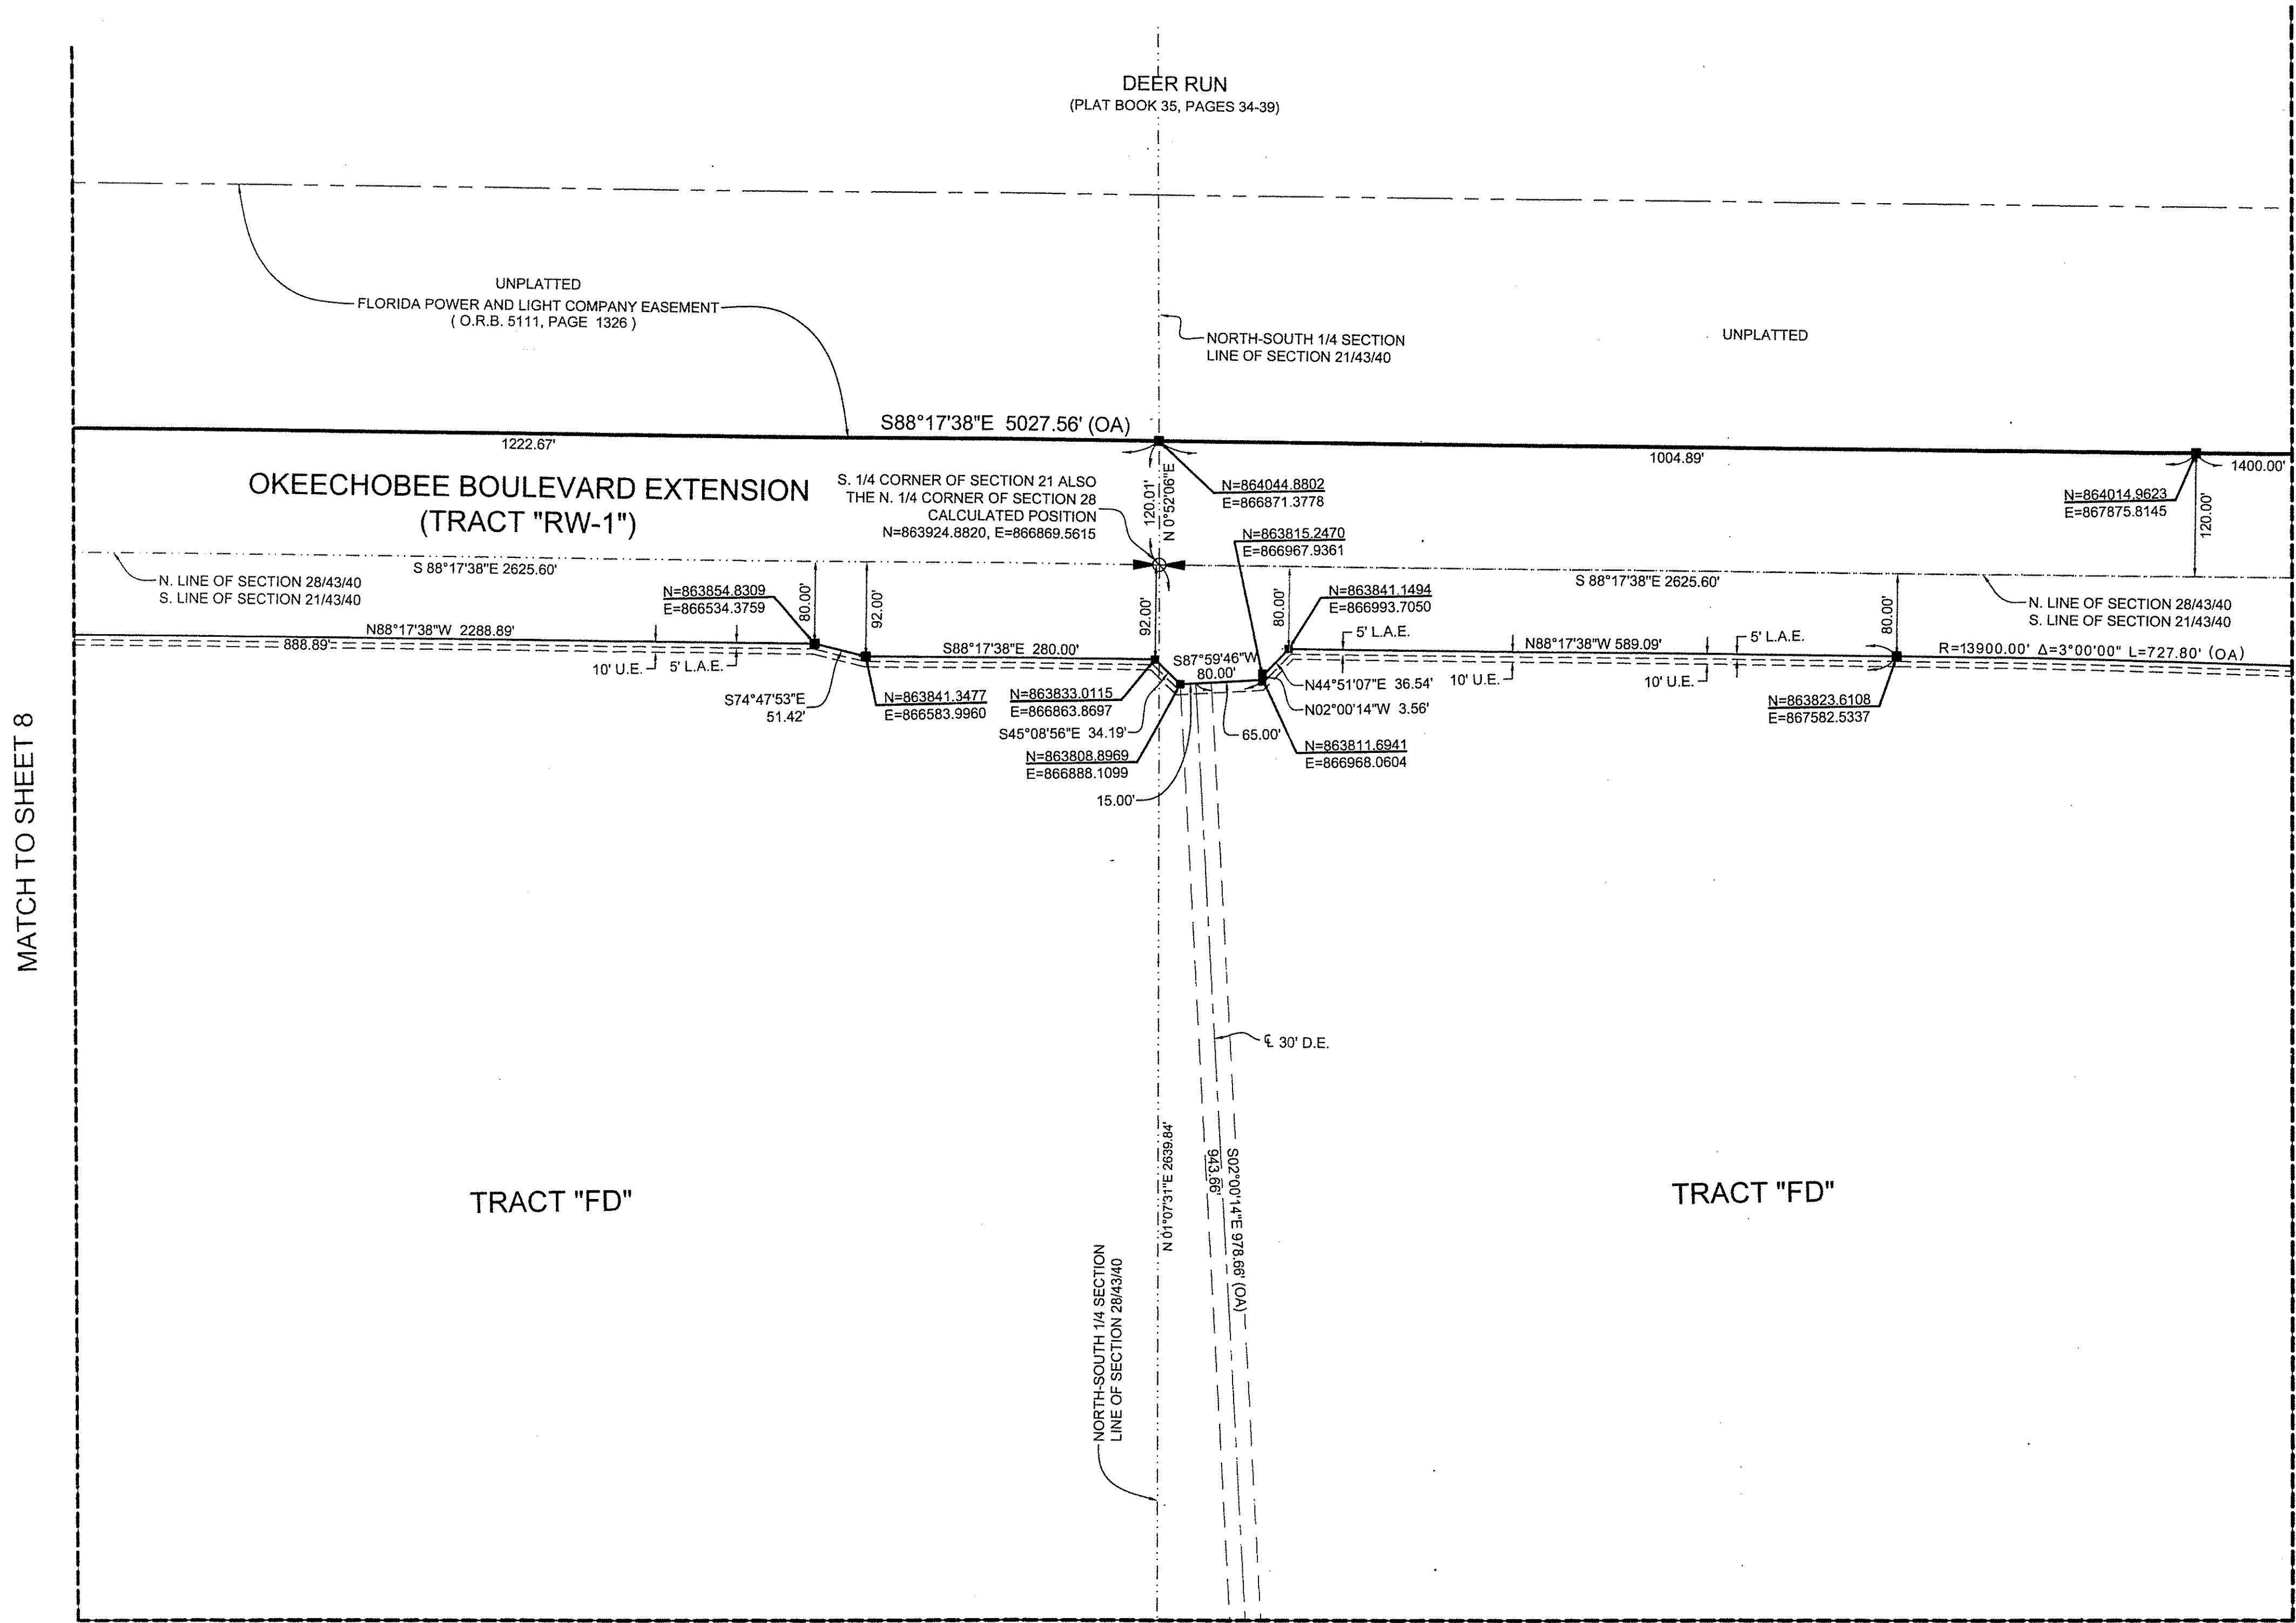 DEER RUN
(PLAT BOOK 35, PAGES 34-39)
UNPLATTED
FLORIDA POWER AND LIGHT COMPANY EASEMENT
( O.R.B. 5111, PAGE 1326 )
NORTH-SOUTH 1/4 SECTION
LINE OF SECTION 21/43/40
UNPLATTED
S88°17'38"E 5027.56' (OA)
1222.67'
1004.89'
1400.00'
OKEECHOBEE BOULEVARD EXTENSION
(TRACT "RW-1")
S. 1/4 CORNER OF SECTION 21 ALSO
THE N. 1/4 CORNER OF SECTION 28
CALCULATED POSITION
N=863924.8820, E=866869.5615
120.01'
N 0°52'06"E
N=864044.8802
E=866871.3778
N=864014.9623
E=867875.8145
120.00'
N=863815.2470
E=866967.9361
S 88°17'38"E 2625.60'
S 88°17'38"E 2625.60'
N. LINE OF SECTION 28/43/40
S. LINE OF SECTION 21/43/40
N=863854.8309
E=866534.3759
80.00'
92.00'
92.00'
80.00'
N=863841.1494
E=866993.7050
80.00'
N. LINE OF SECTION 28/43/40
S. LINE OF SECTION 21/43/40
N88°17'38"W 2288.89'
888.89'
10' U.E.
5' L.A.E.
S88°17'38"E 280.00'
S87°59'46"W
80.00'
5' L.A.E.
N88°17'38"W 589.09'
5' L.A.E.
R=13900.00' Δ=3°00'00" L=727.80' (OA)
10' U.E.
10' U.E.
S74°47'53"E
51.42'
N=863841.3477
E=866583.9960
N=863833.0115
E=866863.8697
S45°08'56"E 34.19'
N44°51'07"E 36.54'
N02°00'14"W 3.56'
65.00'
N=863823.6108
E=867582.5337
N=863808.8969
E=866888.1099
N=863811.6941
E=866968.0604
15.00'
MATCH TO SHEET 8
℄ 30' D.E.
N 01°07'31"E 2639.84'
943.66'
S02°00'14"E 978.66' (OA)
TRACT "FD"
TRACT "FD"
NORTH-SOUTH 1/4 SECTION
LINE OF SECTION 28/43/40